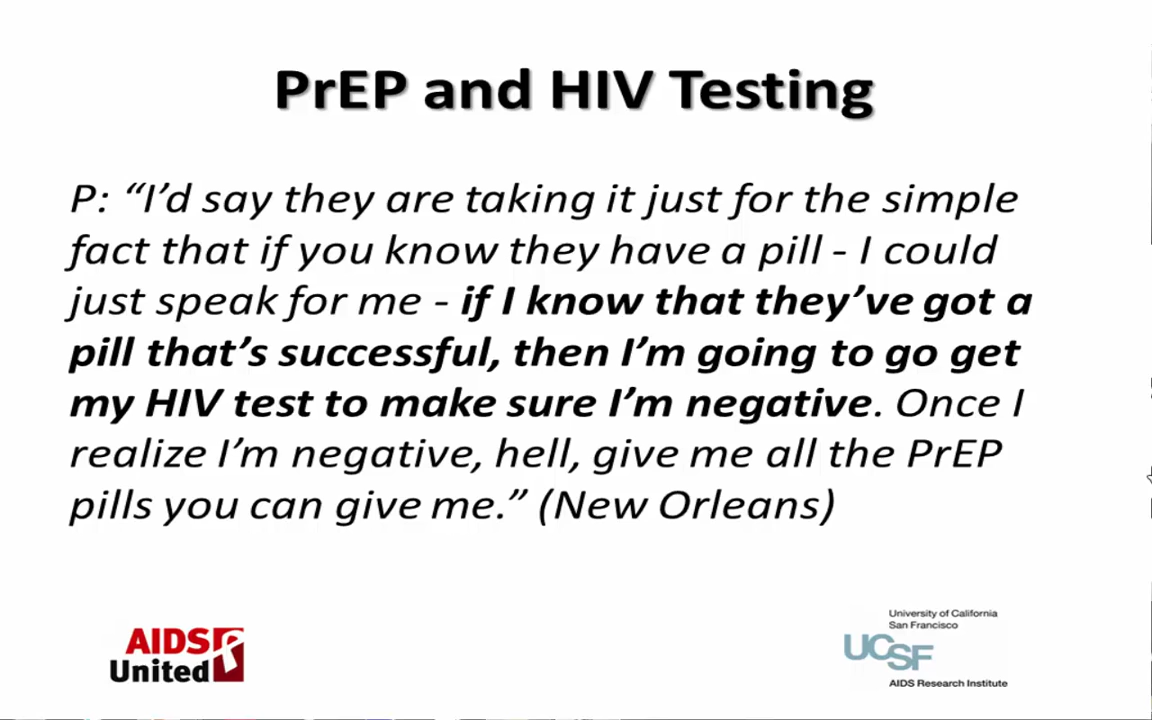 PrEP and HIV Testing
P: “I’d say they are taking it just for the simple
fact that if you know they have a pill - I could
just speak for me - if I know that they’ve got a
pill that’s successful, then I’m going to go get
my HIV test to make sure I’m negative. Once I
realize I’m negative, hell, give me all the PrEP
pills you can give me.” (New Orleans)
AIDS
United
University of California
San Francisco
UCSF
AIDS Research Institute